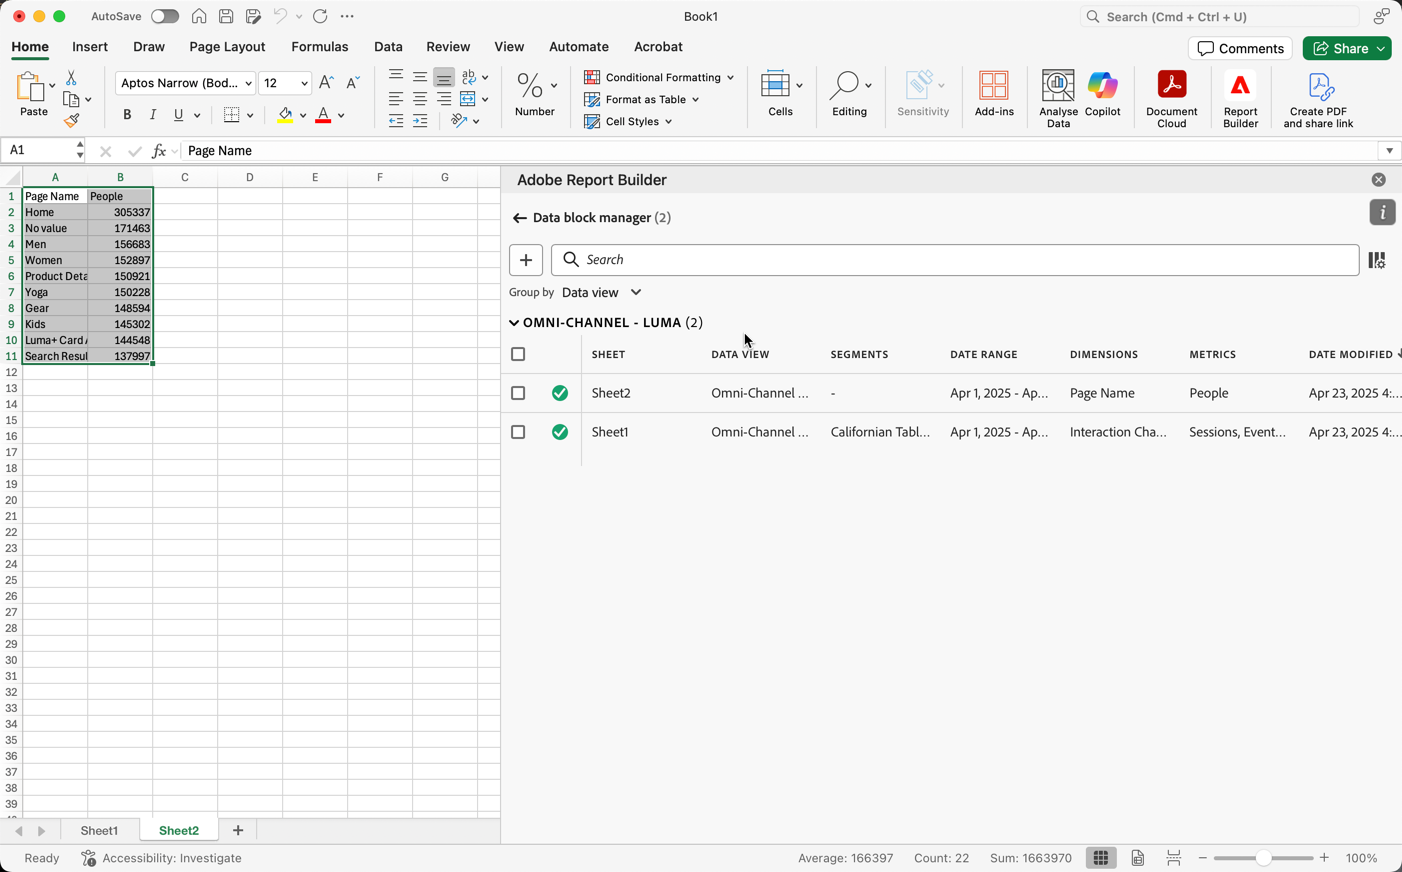 AutoSave
Book1
Search (Cmd + Ctrl + U)
Home Insert Draw Page Layout Formulas Data Review View Automate Acrobat
Comments
Share
Paste
Aptos Narrow (Bod... 12
B I U
A
ab
Number
Conditional Formatting
Format as Table
Cell Styles
Cells
Editing
Sensitivity
Add-ins
Analyse Data
Copilot
Document Cloud
Report Builder
Create PDF and share link
A1 fx Page Name
A B C D E F G
1 Page Name People
2 Home 305337
3 No value 171463
4 Men 156683
5 Women 152897
6 Product Deta 150921
7 Yoga 150228
8 Gear 148594
9 Kids 145302
10 Luma+ Card A 144548
11 Search Resul 137997
12
13
14
15
16
17
18
19
20
21
22
23
24
25
26
27
28
29
30
31
32
33
34
35
36
37
38
39
Adobe Report Builder
Data block manager (2)
Search
Group by Data view
OMNI-CHANNEL - LUMA (2)
SHEET DATA VIEW SEGMENTS DATE RANGE DIMENSIONS METRICS DATE MODIFIED
Sheet2 Omni-Channel ... - Apr 1, 2025 - Ap... Page Name People Apr 23, 2025 4:...
Sheet1 Omni-Channel ... Californian Tabl... Apr 1, 2025 - Ap... Interaction Cha... Sessions, Event... Apr 23, 2025 4:...
Sheet1 Sheet2 +
Ready Accessibility: Investigate Average: 166397 Count: 22 Sum: 1663970 100%